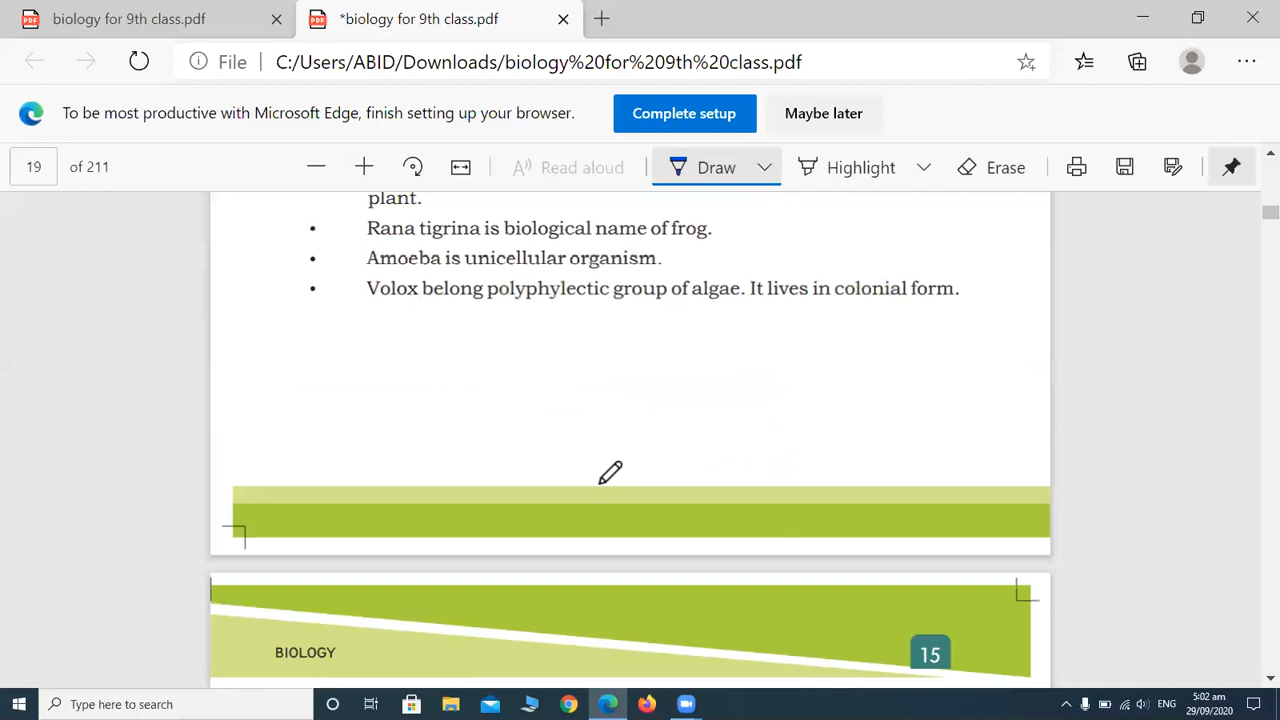 biology for 9th class.pdf
*biology for 9th class.pdf
File C:/Users/ABID/Downloads/biology%20for%209th%20class.pdf
To be most productive with Microsoft Edge, finish setting up your browser. Complete setup Maybe later
19 of 211 Read aloud Draw Highlight Erase
plant.
• Rana tigrina is biological name of frog.
• Amoeba is unicellular organism.
• Volox belong polyphylectic group of algae. It lives in colonial form.
BIOLOGY 15
Type here to search
ENG
5:02 am
29/09/2020